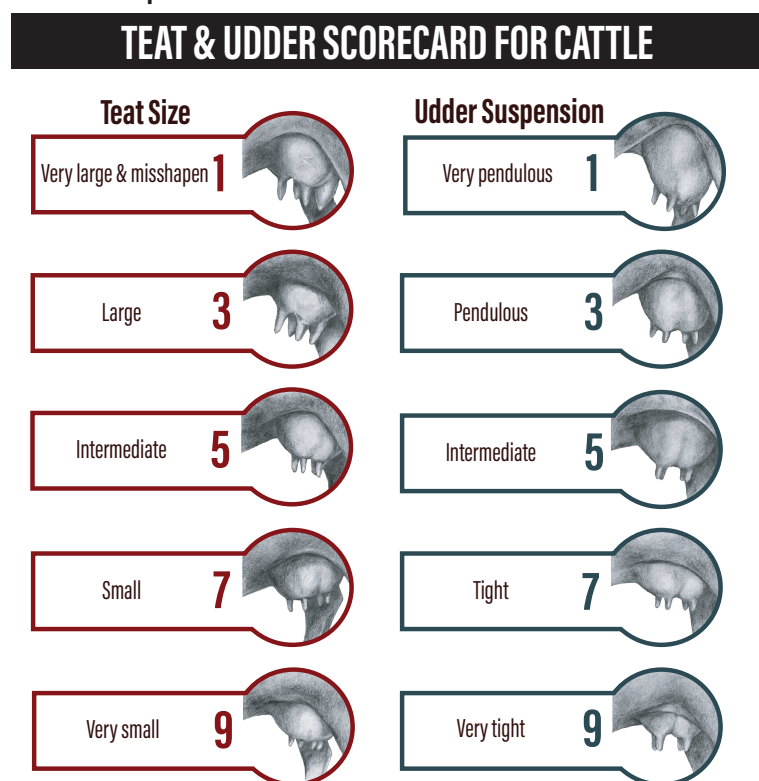 TEAT & UDDER SCORECARD FOR CATTLE
Teat Size
Very large & misshapen 1
Large 3
Intermediate 5
Small 7
Very small 9
Udder Suspension
Very pendulous 1
Pendulous 3
Intermediate 5
Tight 7
Very tight 9